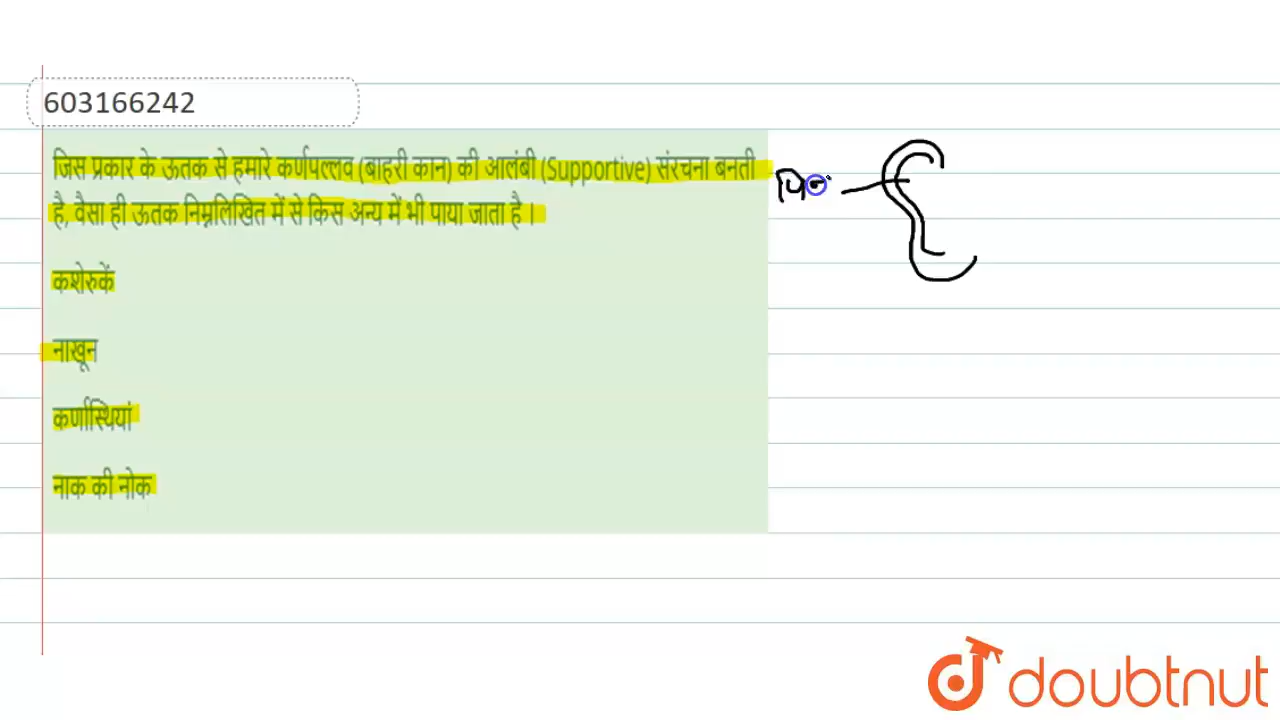 603166242
जिस प्रकार के ऊतक से हमारे कर्णपल्लव (बाहरी कान) की आलंबी (Supportive) संरचना बनती
है, वैसा ही ऊतक निम्नलिखित में से किस अन्य में भी पाया जाता है।
कशेरुकें
नाखून
कर्णास्थियां
नाक की नोक
doubtnut